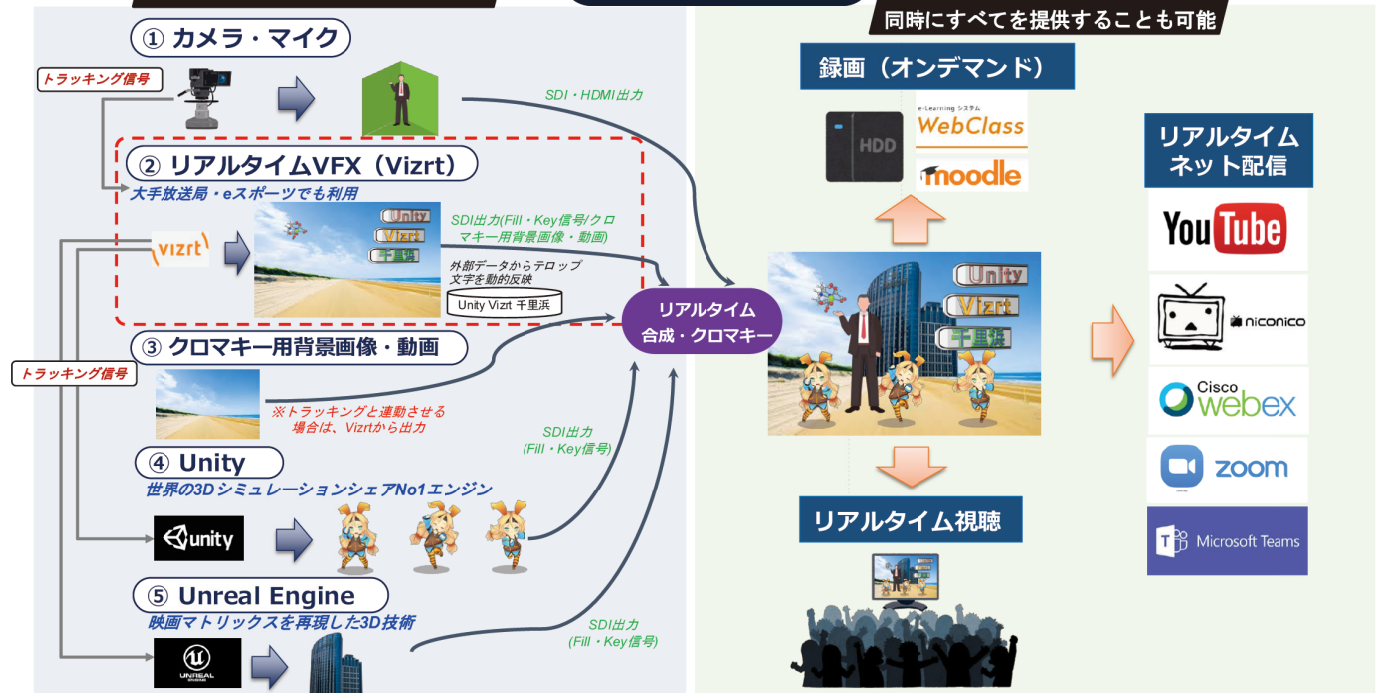 同時にすべてを提供することも可能
① カメラ・マイク
トラッキング信号
SDI・HDMI出力
② リアルタイムVFX（Vizrt）
大手放送局・eスポーツでも利用
vizrt
Unity
Vizrt
千里浜
SDI出力(Fill・Key信号/クロ
マキー用背景画像・動画)
外部データからテロップ
文字を動的反映
Unity Vizrt 千里浜
③ クロマキー用背景画像・動画
トラッキング信号
※トラッキングと連動させる
場合は、Vizrtから出力
④ Unity
世界の3DシミュレーションシェアNo1エンジン
unity
SDI出力
(Fill・Key信号)
⑤ Unreal Engine
映画マトリックスを再現した3D技術
UNREAL
ENGINE
SDI出力
(Fill・Key信号)
リアルタイム
合成・クロマキー
録画（オンデマンド）
HDD
e-Learning システム
WebClass
moodle
Unity
Vizrt
千里浜
リアルタイム視聴
リアルタイム
ネット配信
YouTube
niconico
Cisco
webex
zoom
T
Microsoft Teams